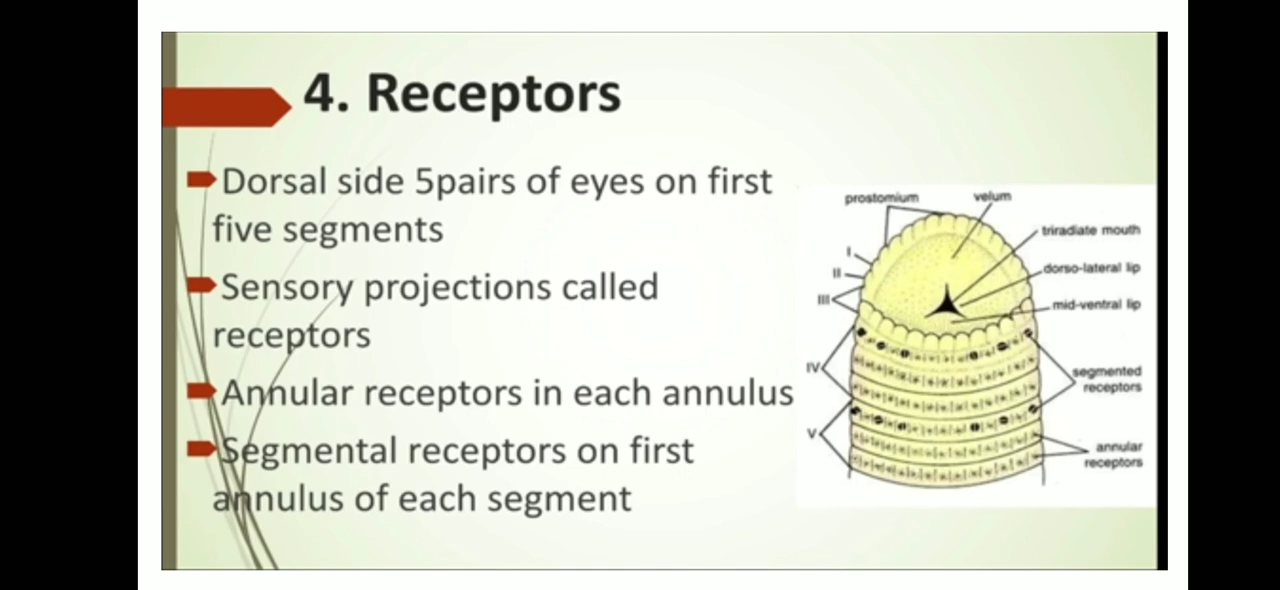 4. Receptors
Dorsal side 5pairs of eyes on first
five segments
Sensory projections called
receptors
Annular receptors in each annulus
Segmental receptors on first
annulus of each segment
prostomium
velum
triradiate mouth
I
II
dorso-lateral lip
III
mid-ventral lip
IV
segmented
receptors
V
annular
receptors